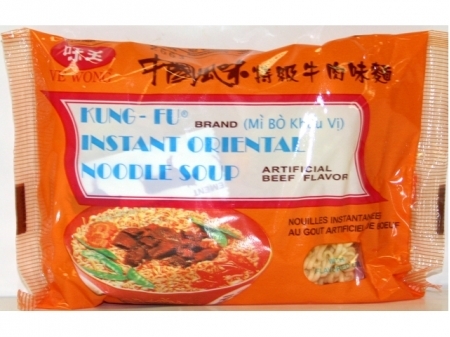 味王
VE WONG
中國風味特級牛肉味麵
KUNG-FU® BRAND (Mì BÒ Khẩu Vị)
INSTANT ORIENTAL
NOODLE SOUP
ARTIFICIAL
BEEF FLAVOR
NOUILLES INSTANTANEES
AU GOUT ARTIFICIEL DE BOEUF